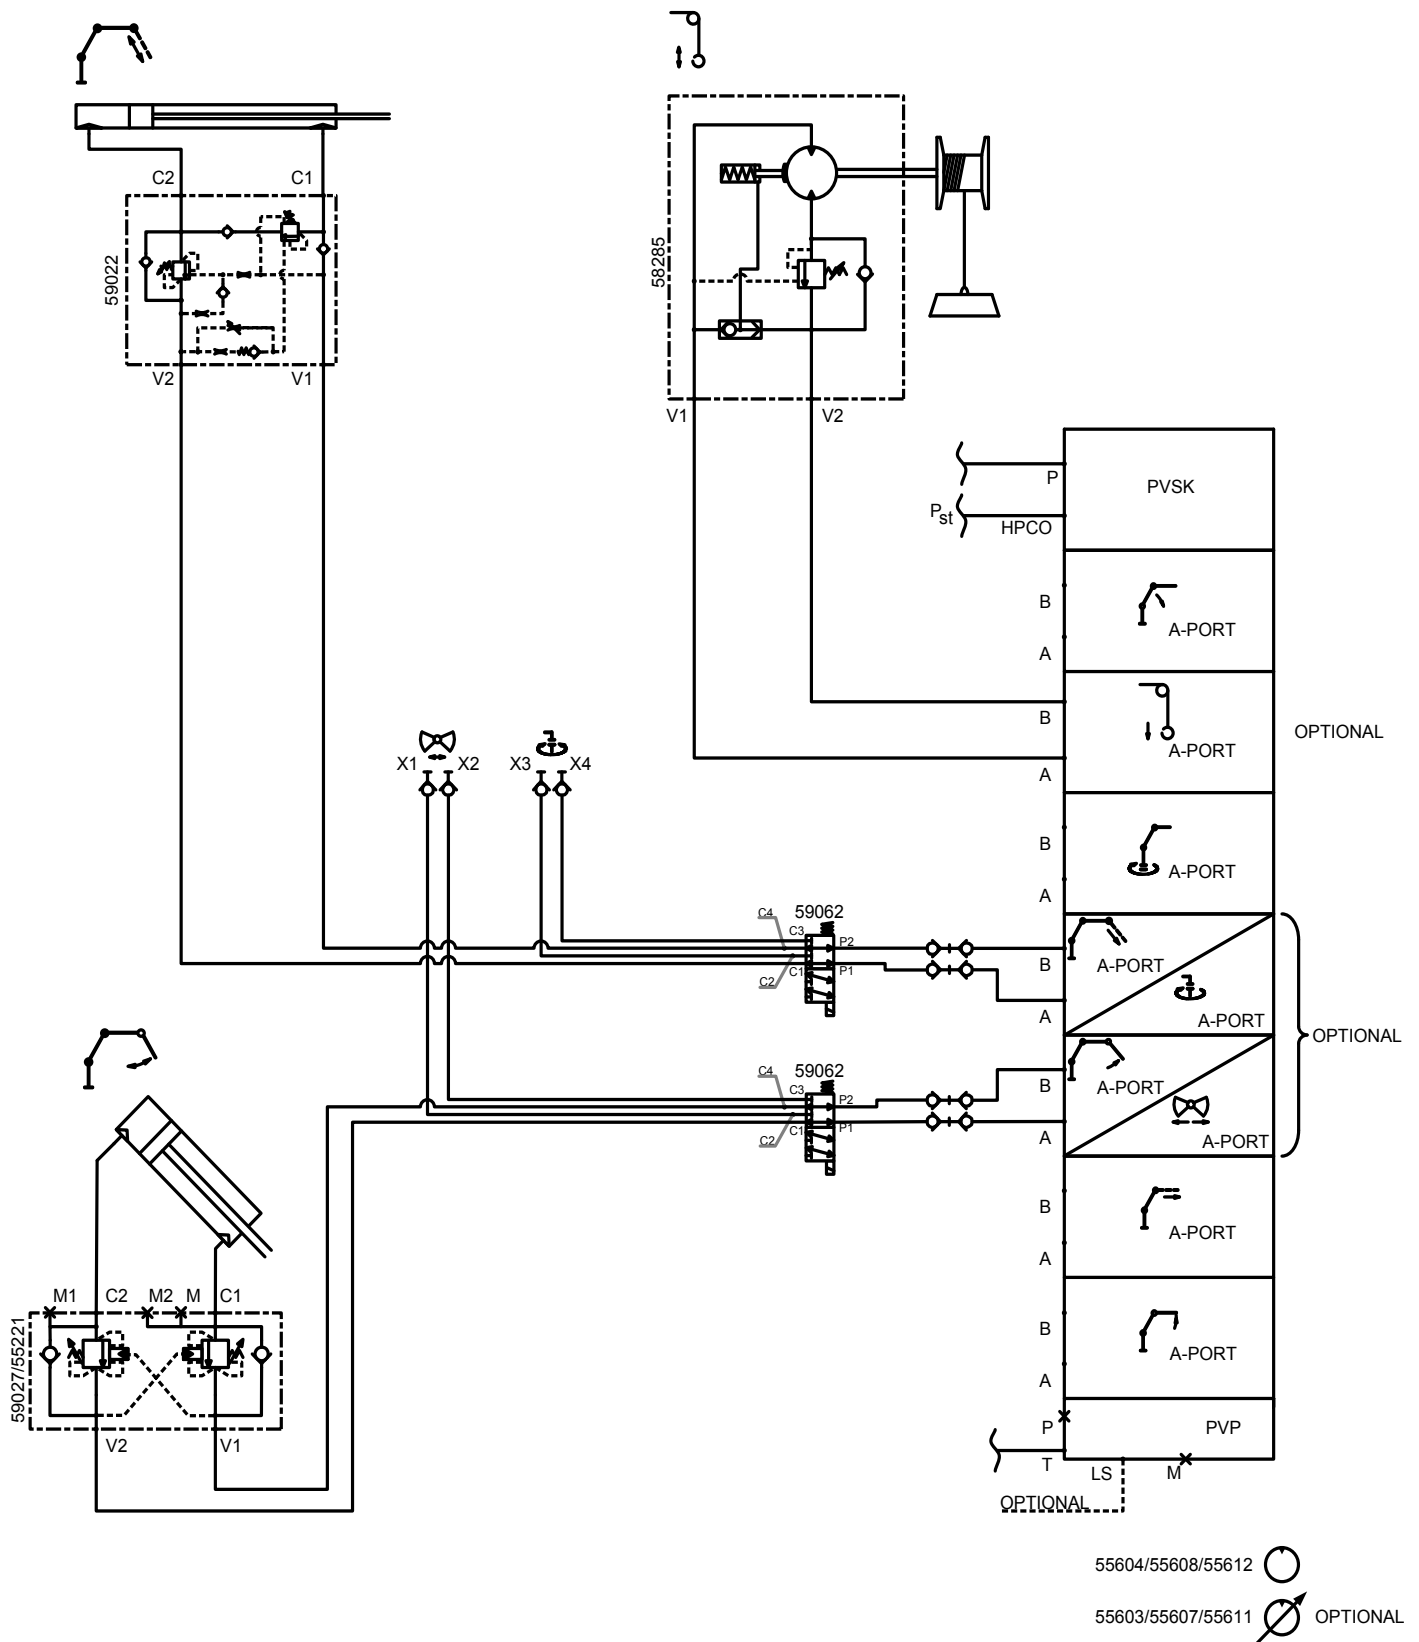 C2 C1
59022
V2 V1
58285
V1 V2
P PVSK
Pst HPCO
B
A-PORT
A
B
A-PORT OPTIONAL
A
B
A-PORT
A
X1 X2 X3 X4
C4 59062
C3 P2
C2 C1 P1
B A-PORT
A A-PORT
OPTIONAL
C4 59062
C3 P2
C2 C1 P1
B A-PORT
A A-PORT
B
A-PORT
A
B
A-PORT
A
M1 C2 M2 M C1
59027/55221
V2 V1
P PVP
T LS M
OPTIONAL
55604/55608/55612
55603/55607/55611 OPTIONAL